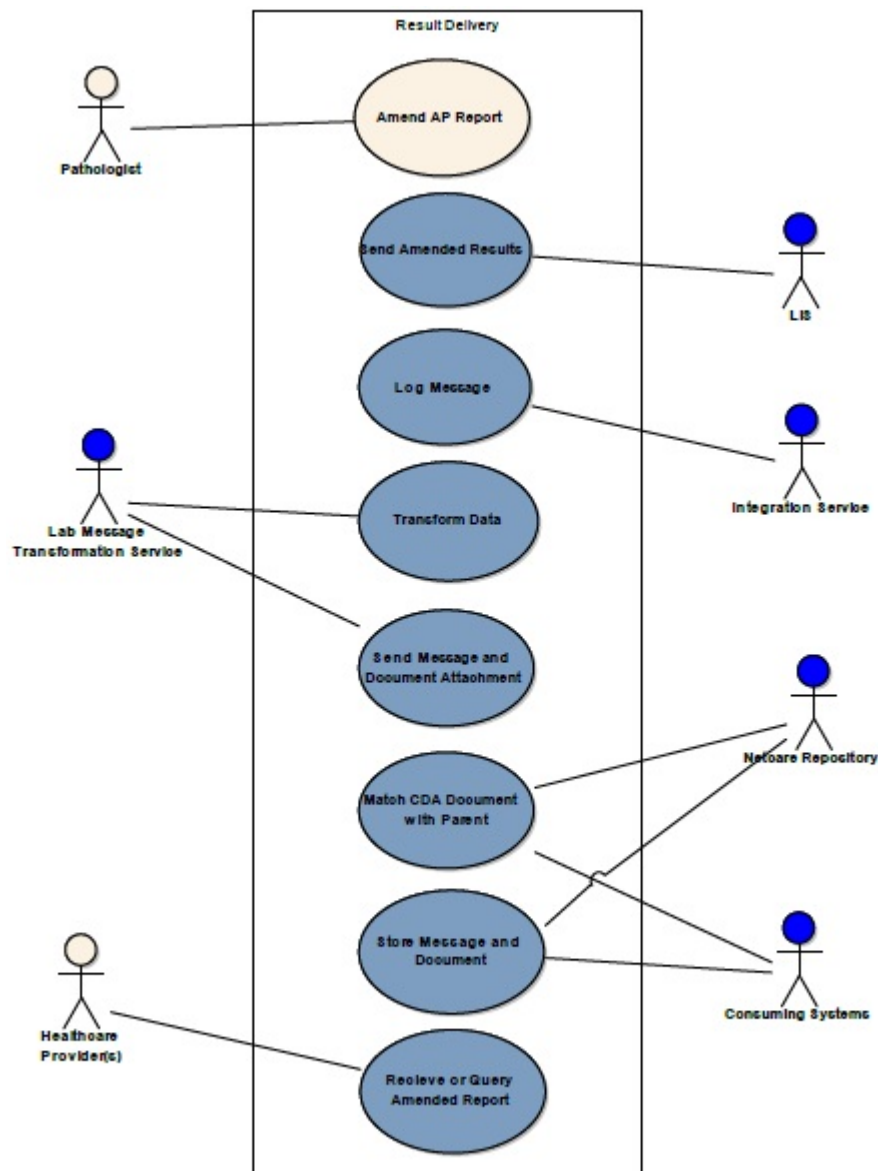 Result Delivery
Amend AP Report
Pathologist
Send Amended Results
LIS
Log Message
Integration Service
Lab Message
Transformation Service
Transform Data
Send Message and
Document Attachment
Netcare Repository
Match CDA Document
with Parent
Store Message and
Document
Consuming Systems
Healthcare
Provider(s)
Recieve or Query
Amended Report